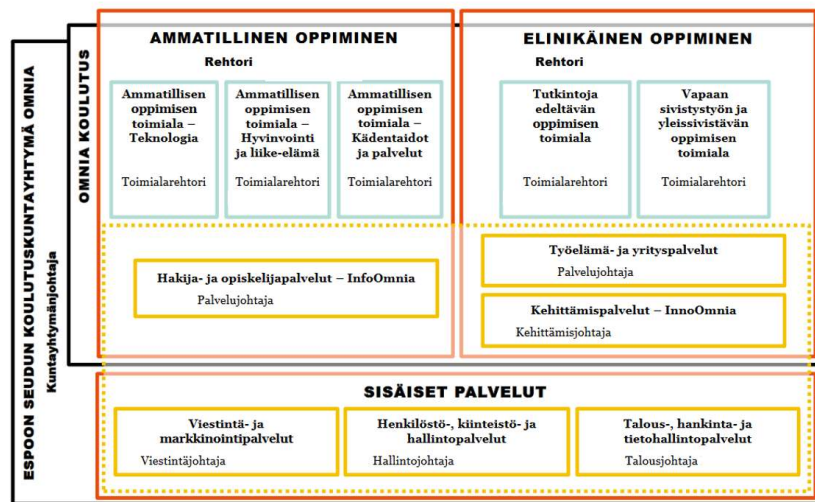 ESPOON SEUDUN KOULUTUSKUNTAYHTYMÄ OMNIA
Kuntayhtymänjohtaja
OMNIA KOULUTUS
AMMATILLINEN OPPIMINEN
Rehtori
Ammatillisen
oppimisen
toimiala –
Teknologia
Toimialarehtori
Ammatillisen
oppimisen
toimiala –
Hyvinvointi
ja liike-elämä
Toimialarehtori
Ammatillisen
oppimisen
toimiala –
Kädentaidot
ja palvelut
Toimialarehtori
ELINIKÄINEN OPPIMINEN
Rehtori
Tutkintoja
edeltävän
oppimisen
toimiala
Toimialarehtori
Vapaan
sivistystyön ja
yleissivistävän
oppimisen
toimiala
Toimialarehtori
Hakija- ja opiskelijapalvelut – InfoOmnia
Palvelujohtaja
Työelämä- ja yrityspalvelut
Palvelujohtaja
Kehittämispalvelut – InnoOmnia
Kehittämisjohtaja
SISÄISET PALVELUT
Viestintä- ja
markkinointipalvelut
Viestintäjohtaja
Henkilöstö-, kiinteistö- ja
hallintopalvelut
Hallintojohtaja
Talous-, hankinta- ja
tietohallintopalvelut
Talousjohtaja